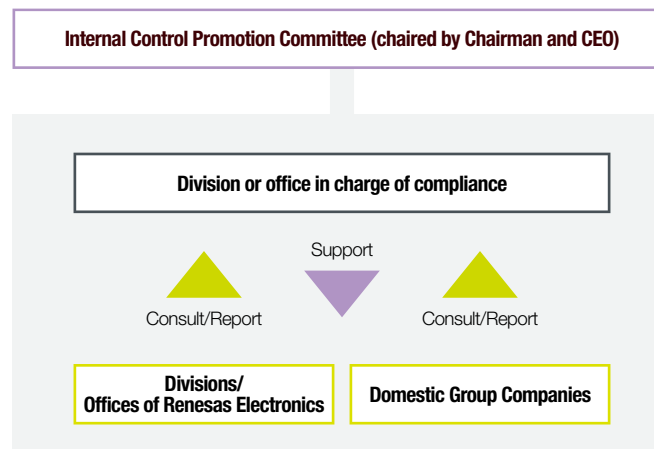 Internal Control Promotion Committee (chaired by Chairman and CEO)
Division or office in charge of compliance
Support
Consult/Report
Consult/Report
Divisions/
Offices of Renesas Electronics
Domestic Group Companies